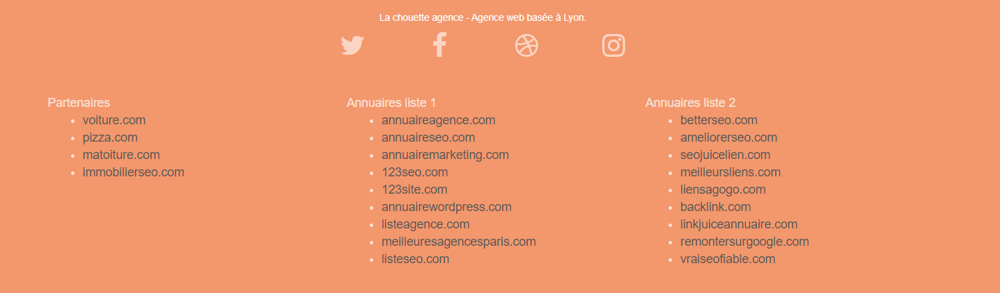 La chouette agence - Agence web basée à Lyon.
Partenaires
voiture.com
pizza.com
matoiture.com
immobilierseo.com
Annuaires liste 1
annuaireagence.com
annuaireseo.com
annuairemarketing.com
123seo.com
123site.com
annuairewordpress.com
listeagence.com
meilleuresagencesparis.com
listeseo.com
Annuaires liste 2
betterseo.com
ameliorerseo.com
seojuicelien.com
meilleursliens.com
liensagogo.com
backlink.com
linkjuiceannuaire.com
remontersurgoogle.com
vraiseofiable.com